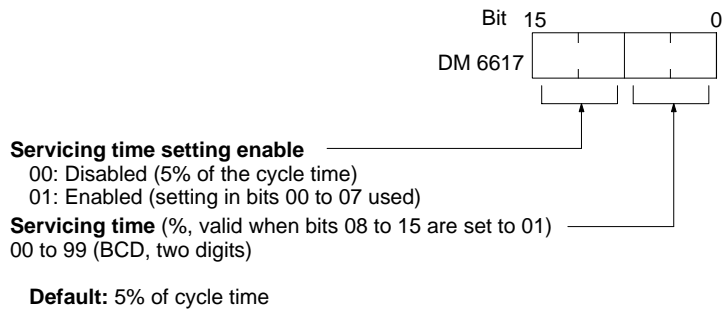 Bit 15 0
DM 6617
Servicing time setting enable
00: Disabled (5% of the cycle time)
01: Enabled (setting in bits 00 to 07 used)
Servicing time (%, valid when bits 08 to 15 are set to 01)
00 to 99 (BCD, two digits)
Default: 5% of cycle time